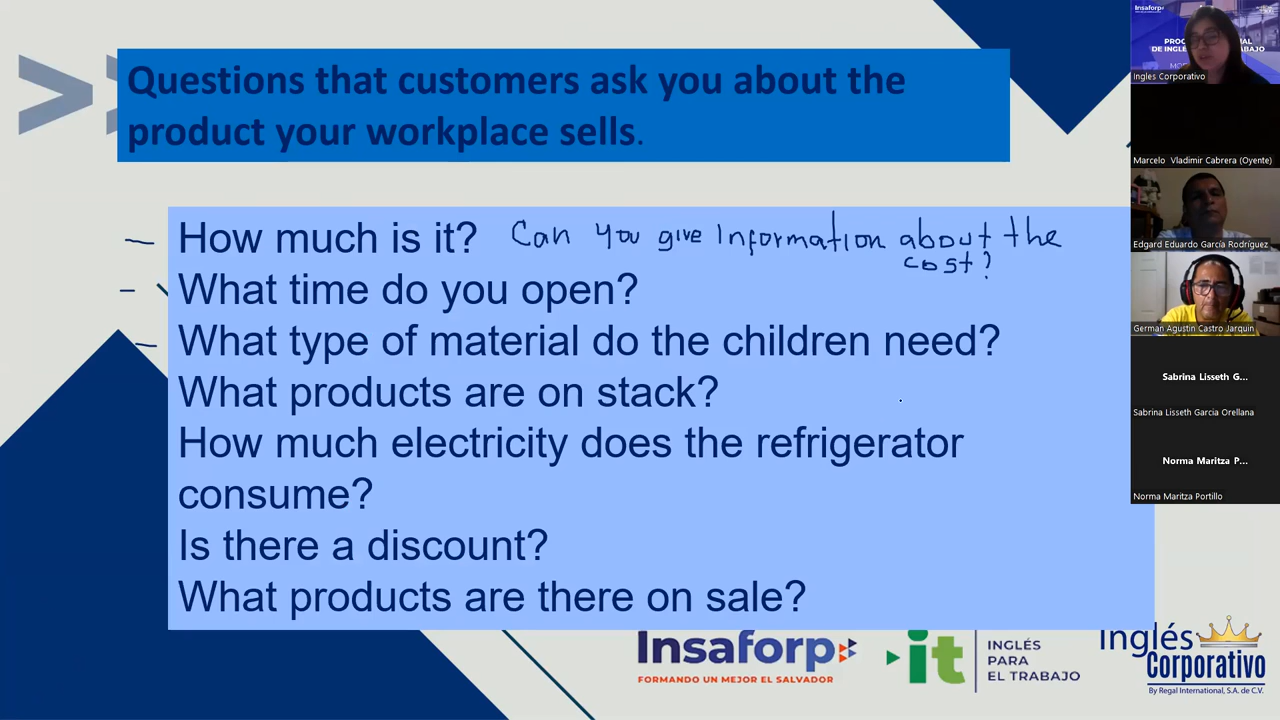 Questions that customers ask you about the
product your workplace sells.
How much is it? Can you give information about the
cost?
What time do you open?
What type of material do the children need?
What products are on stack?
How much electricity does the refrigerator
consume?
Is there a discount?
What products are there on sale?
Insaforp
FORMANDO UN MEJOR EL SALVADOR
it
INGLÉS
PARA
EL TRABAJO
Inglés
Corporativo
By Regal International, S.A. de C.V.
Insaforp
Ingles Corporativo
Marcelo Vladimir Cabrera (Oyente)
Edgard Eduardo García Rodríguez
German Agustin Castro Jarquin
Sabrina Lisseth G...
Sabrina Lisseth Garcia Orellana
Norma Maritza P...
Norma Maritza Portillo